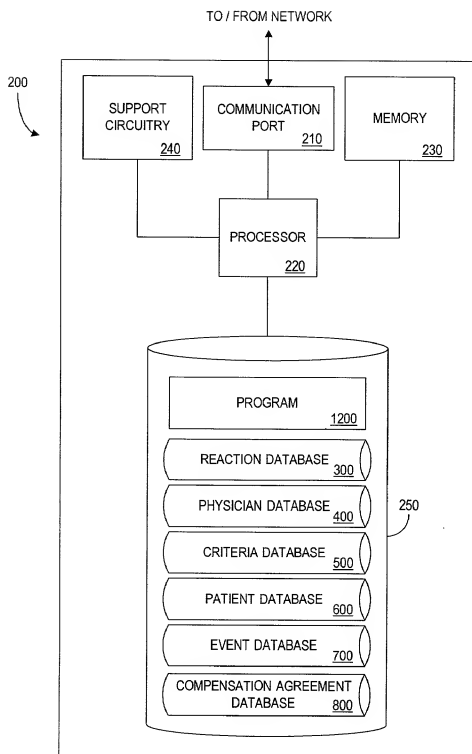 TO / FROM NETWORK
200
SUPPORT
CIRCUITRY
240
COMMUNICATION
PORT
210
MEMORY
230
PROCESSOR
220
PROGRAM
1200
REACTION DATABASE
300
PHYSICIAN DATABASE
400
250
CRITERIA DATABASE
500
PATIENT DATABASE
600
EVENT DATABASE
700
COMPENSATION AGREEMENT
DATABASE
800